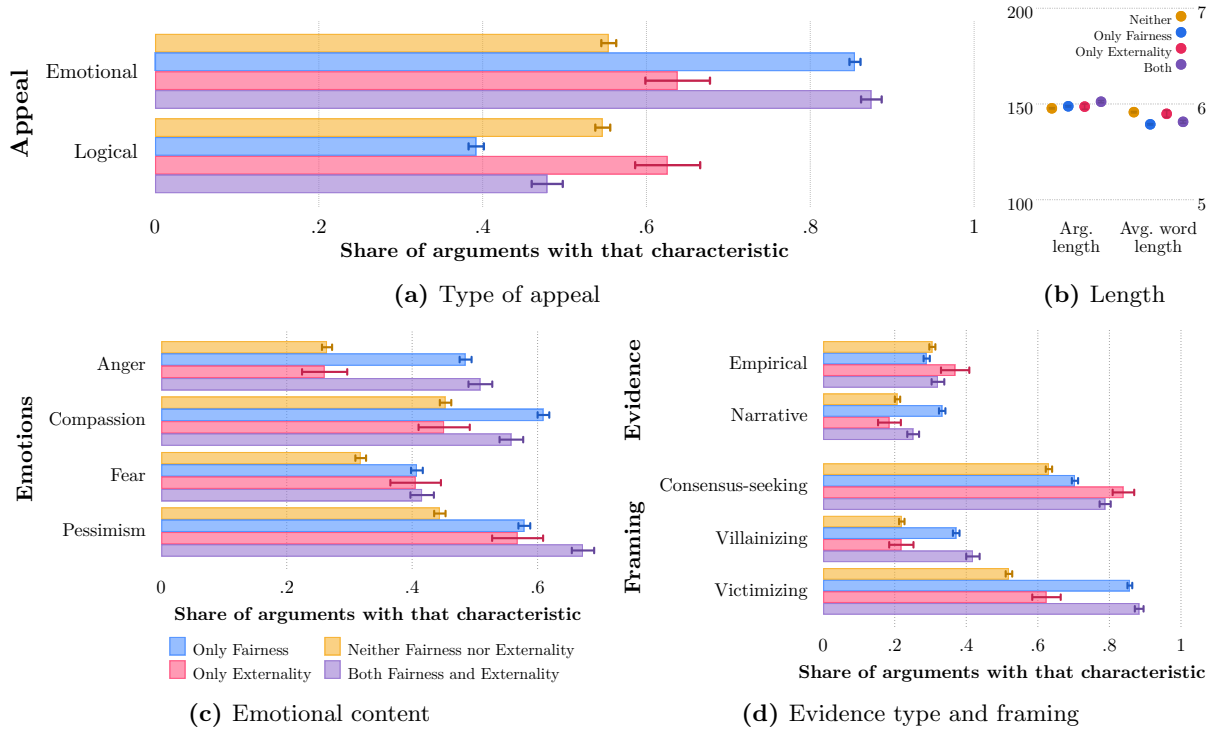 Appeal
Emotional
Logical
0
.2
.4
.6
.8
1
Share of arguments with that characteristic
(a) Type of appeal
200
150
100
7
6
5
Neither
Only Fairness
Only Externality
Both
Arg.
length
Avg. word
length
(b) Length
Emotions
Anger
Compassion
Fear
Pessimism
0
.2
.4
.6
Share of arguments with that characteristic
Only Fairness
Neither Fairness nor Externality
Only Externality
Both Fairness and Externality
(c) Emotional content
Evidence
Empirical
Narrative
Framing
Consensus-seeking
Villainizing
Victimizing
0
.2
.4
.6
.8
1
Share of arguments with that characteristic
(d) Evidence type and framing